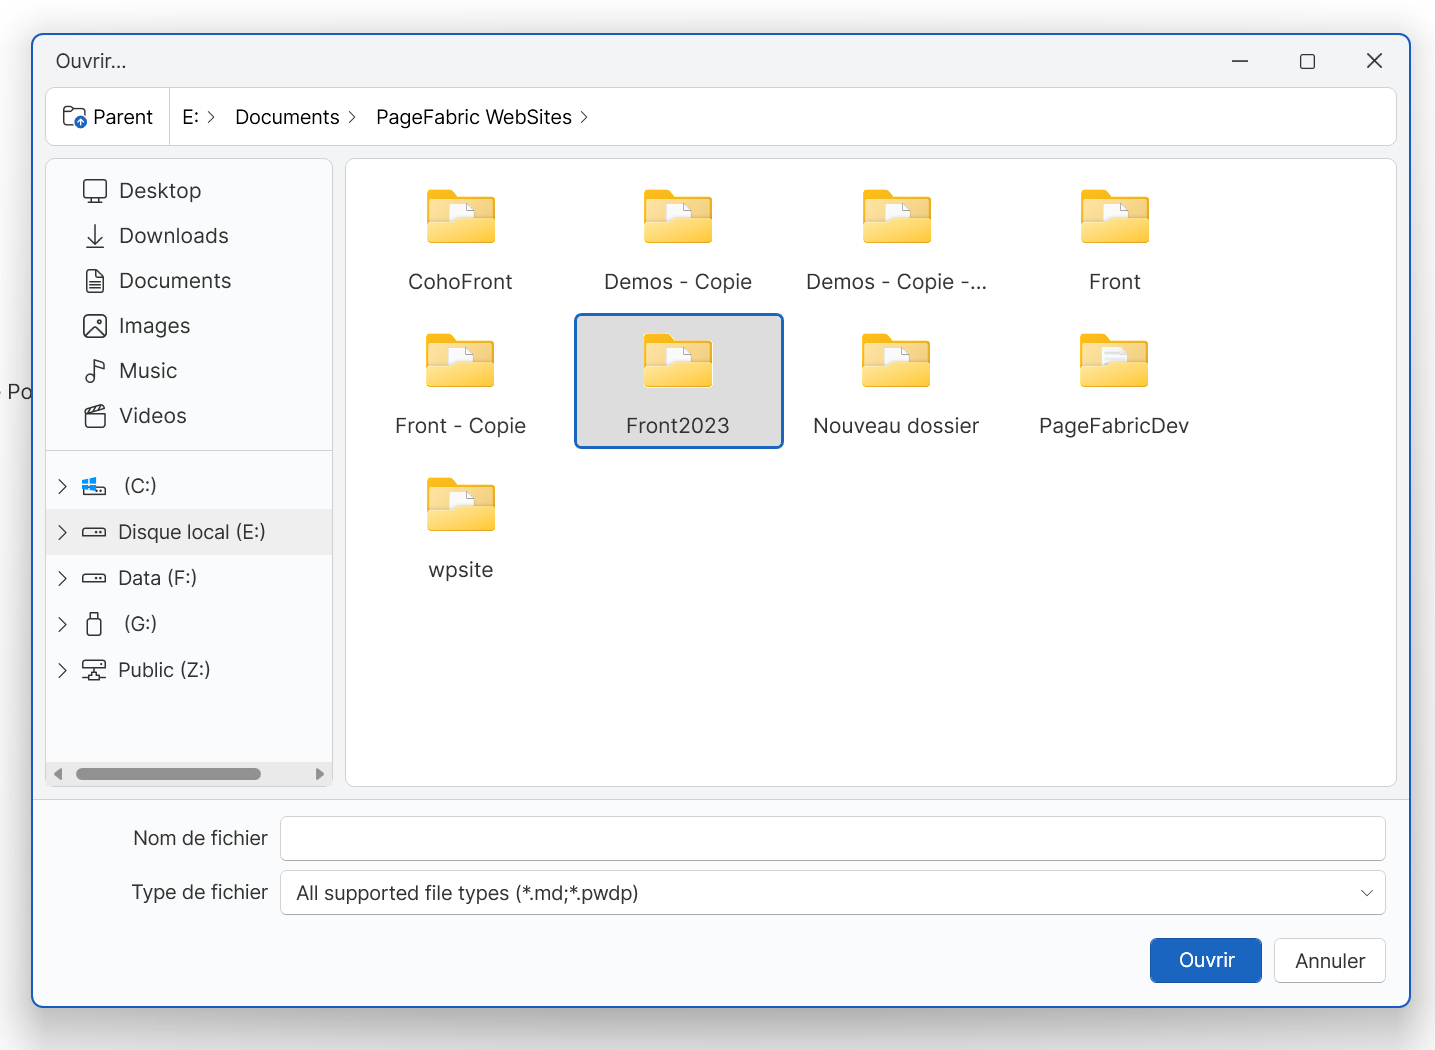 Ouvrir...
Parent E: Documents PageFabric WebSites
Desktop
Downloads
Documents
Images
Music
Videos
(C:)
Disque local (E:)
Data (F:)
(G:)
Public (Z:)
CohoFront Demos - Copie Demos - Copie -... Front
Front - Copie Front2023 Nouveau dossier PageFabricDev
wpsite
Po
Nom de fichier
Type de fichier All supported file types (*.md;*.pwdp)
Ouvrir Annuler